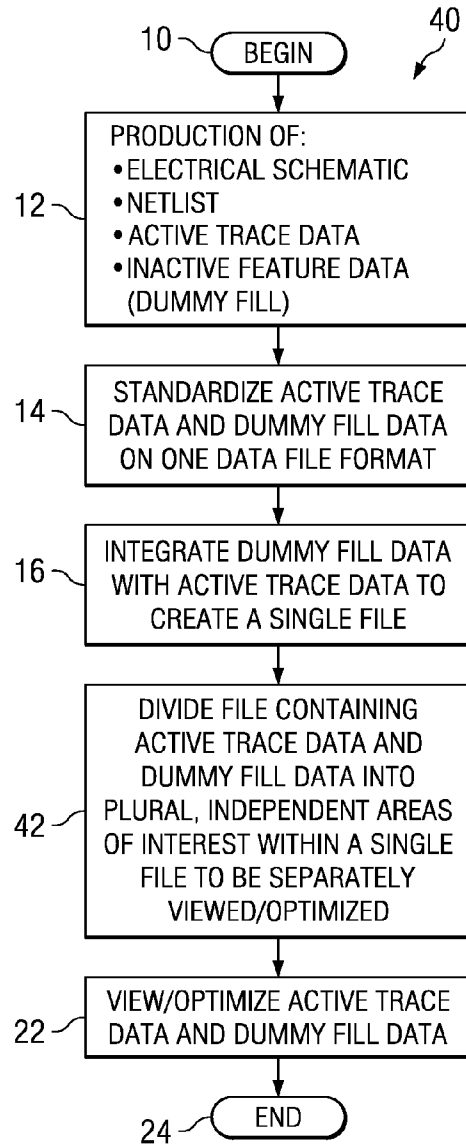 40
10 BEGIN
PRODUCTION OF:
•ELECTRICAL SCHEMATIC
12 •NETLIST
•ACTIVE TRACE DATA
•INACTIVE FEATURE DATA
(DUMMY FILL)
14 STANDARDIZE ACTIVE TRACE
DATA AND DUMMY FILL DATA
ON ONE DATA FILE FORMAT
16 INTEGRATE DUMMY FILL DATA
WITH ACTIVE TRACE DATA TO
CREATE A SINGLE FILE
DIVIDE FILE CONTAINING
ACTIVE TRACE DATA AND
DUMMY FILL DATA INTO
42 PLURAL, INDEPENDENT AREAS
OF INTEREST WITHIN A SINGLE
FILE TO BE SEPARATELY
VIEWED/OPTIMIZED
22 VIEW/OPTIMIZE ACTIVE TRACE
DATA AND DUMMY FILL DATA
24 END